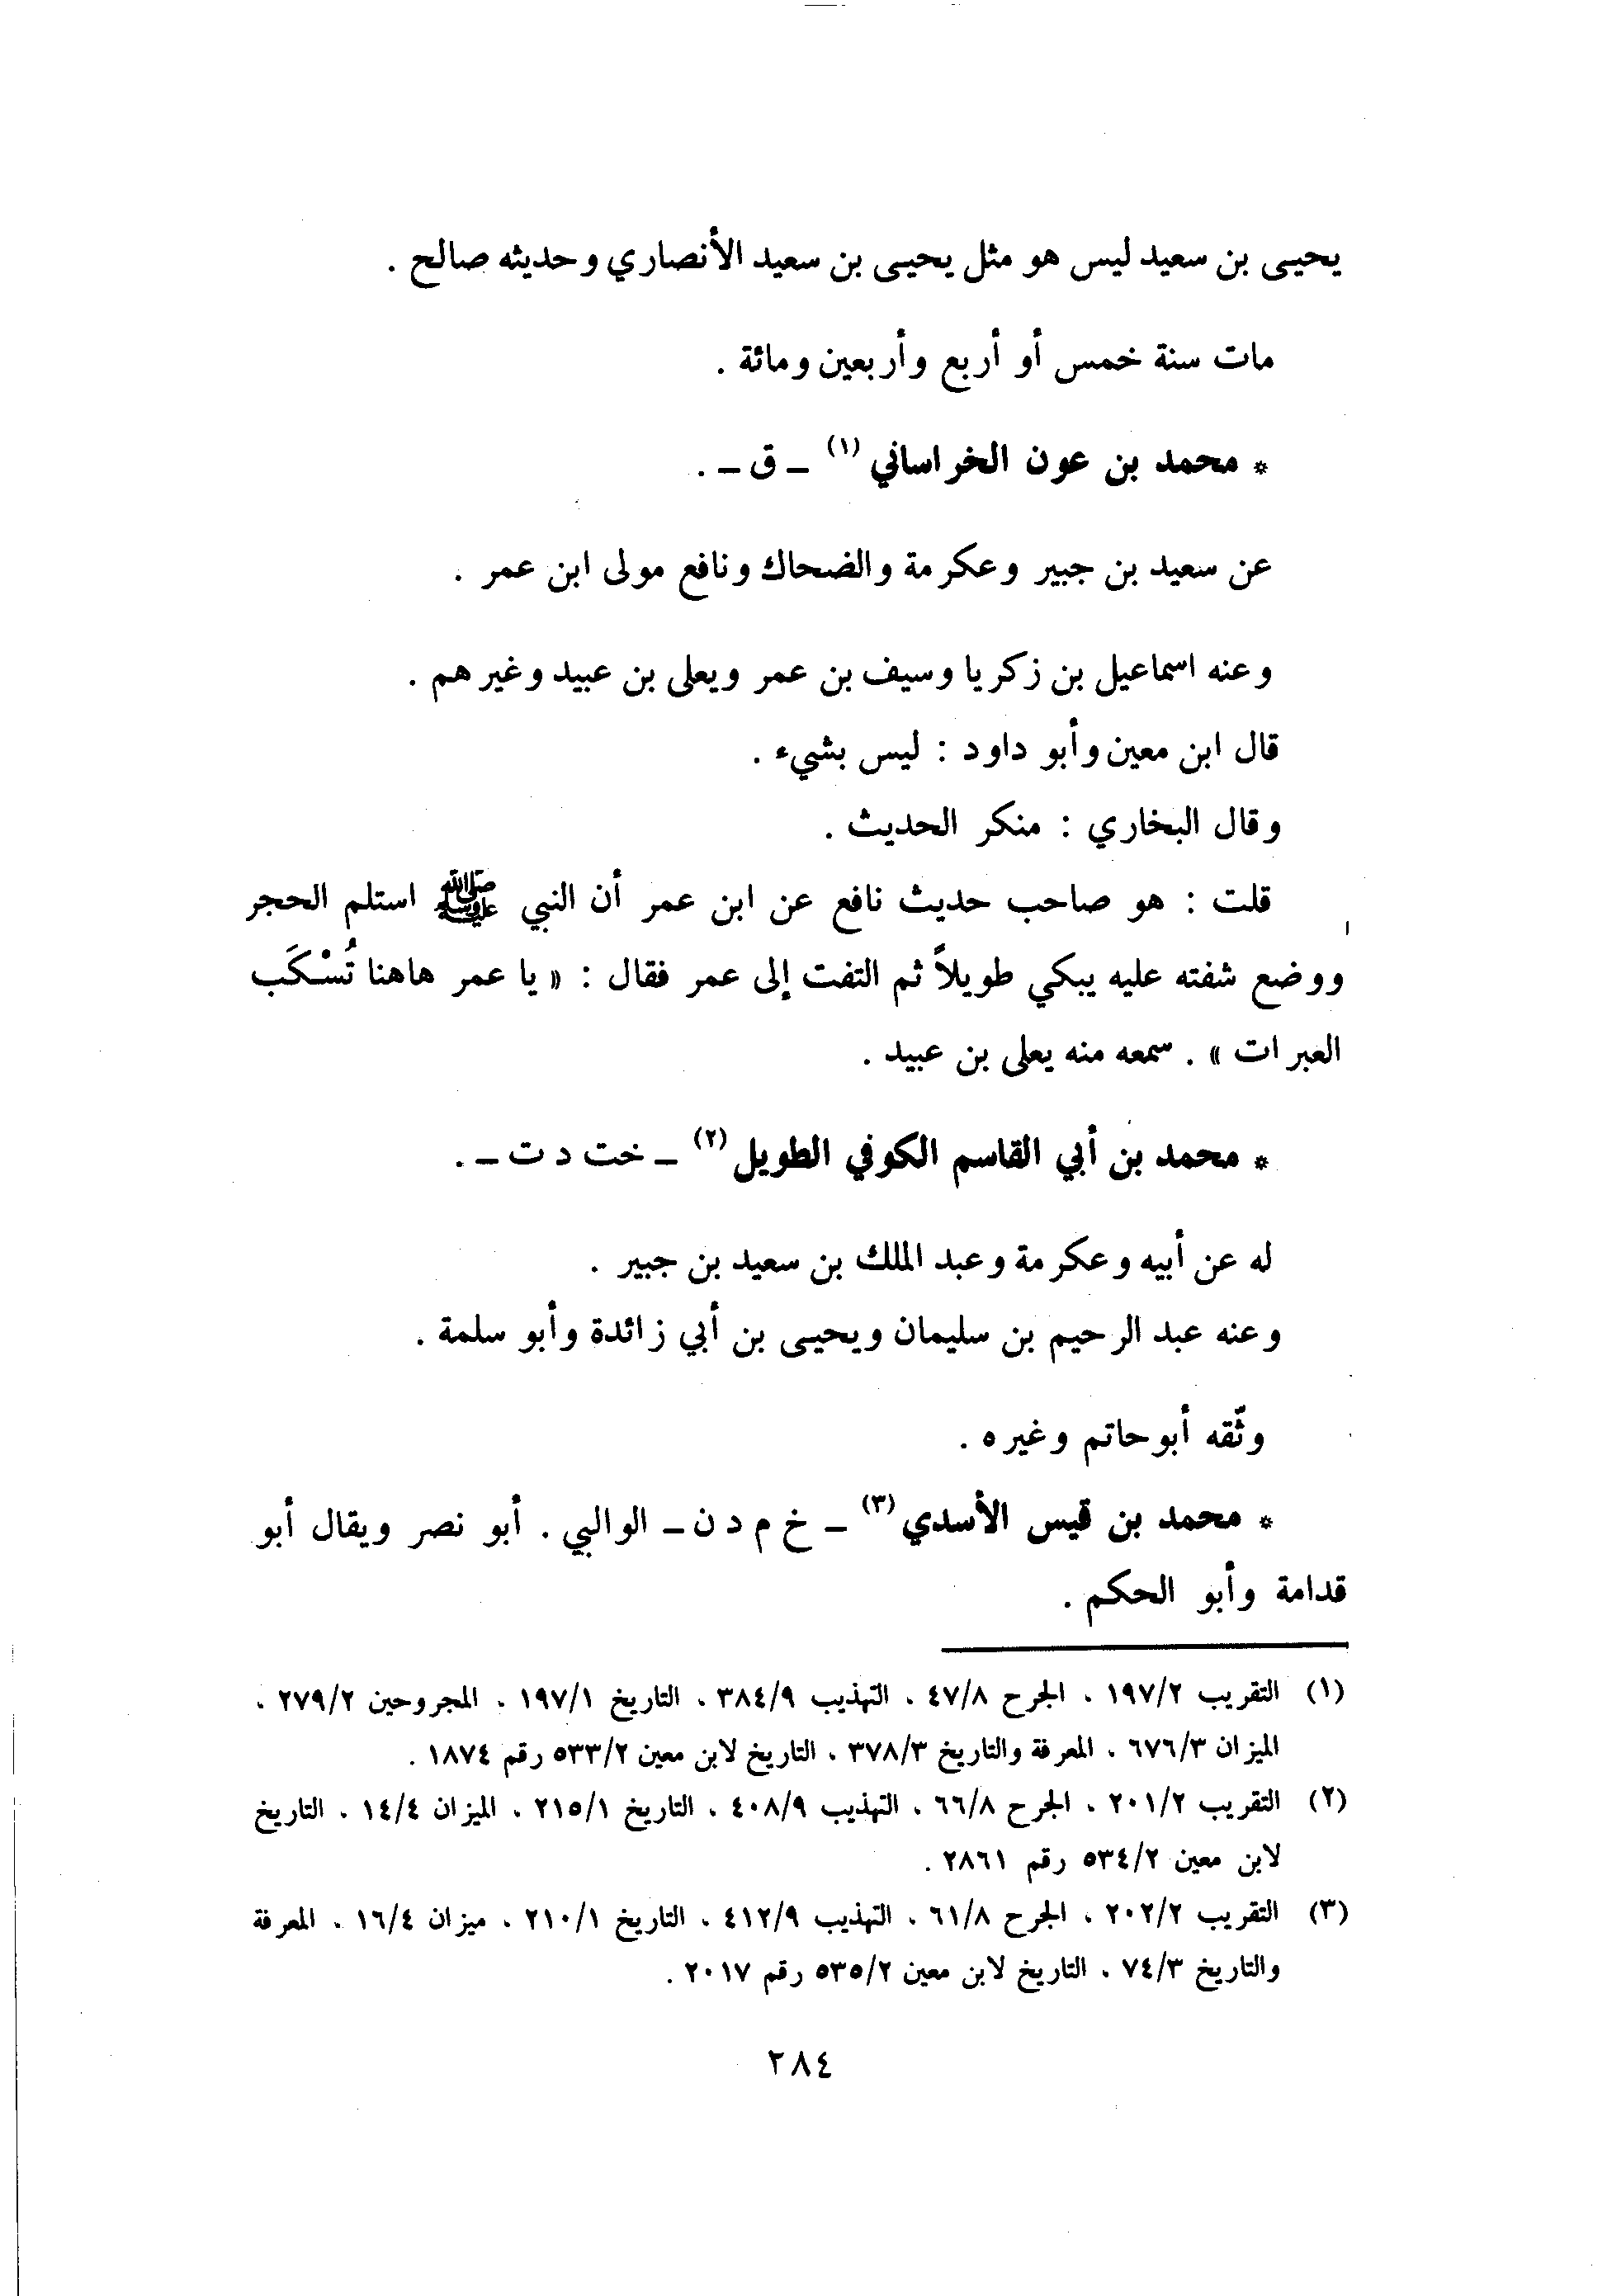 يحيى بن سعيد ليس هو مثل يحيى بن سعيد الأنصاري وحديثه صالح .
مات سنة خمس أو أربع وأربعين ومائة .
* محمد بن عون الخراساني (١) ــ ق ــ .
عن سعيد بن جبير وعكرمة والضحاك ونافع مولى ابن عمر .
وعنه اسماعيل بن زكريا وسيف بن عمر ويعلى بن عبيد وغيرهم .
قال ابن معين وأبو داود : ليس بشيء .
وقال البخاري : منكر الحديث .
قلت : هو صاحب حديث نافع عن ابن عمر أن النبي ﷺ استلم الحجر
ووضع شفته عليه يبكي طويلاً ثم التفت إلى عمر فقال : « يا عمر هاهنا تُسْكَب
العبرات » . سمعه منه يعلى بن عبيد .
* محمد بن أبي القاسم الكوفي الطويل (٢) ــ خت د ت ــ .
له عن أبيه وعكرمة وعبد الملك بن سعيد بن جبير .
وعنه عبد الرحيم بن سليمان ويحيى بن أبي زائدة وأبو سلمة .
وثّقه أبو حاتم وغيره .
* محمد بن قيس الأسدي (٣) ــ خ م د ن ــ الوالبي . أبو نصر ويقال أبو
قدامة وأبو الحكم .
(١) التقريب ١٩٧/٢ ، الجرح ٤٧/٨ ، التهذيب ٣٨٤/٩ ، التاريخ ١٩٧/١ ، المجروحين ٢٧٩/٢ ،
الميزان ٦٧٦/٣ ، المعرفة والتاريخ ٣٧٨/٣ ، التاريخ لابن معين ٥٣٣/٢ رقم ١٨٧٤ .
(٢) التقريب ٢٠١/٢ ، الجرح ٦٦/٨ ، التهذيب ٤٠٨/٩ ، التاريخ ٢١٥/١ ، الميزان ١٤/٤ ، التاريخ
لابن معين ٥٣٤/٢ رقم ٢٨٦١ .
(٣) التقريب ٢٠٢/٢ ، الجرح ٦١/٨ ، التهذيب ٤١٢/٩ ، التاريخ ٢١٠/١ ، ميزان ١٦/٤ ، المعرفة
والتاريخ ٧٤/٣ ، التاريخ لابن معين ٥٣٥/٢ رقم ٢٠١٧ .
٢٨٤